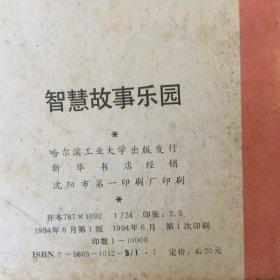 智慧故事乐园
*
哈尔滨工业大学出版发行
新华书店经销
沈阳市第一印刷厂印刷
*
开本787×1092 1/24 印张:2.5
1994年6月第1版 1994年6月 第1次印刷
印数1-10000
ISBN 7-5603-1012-5/I·7 定价:4.20元